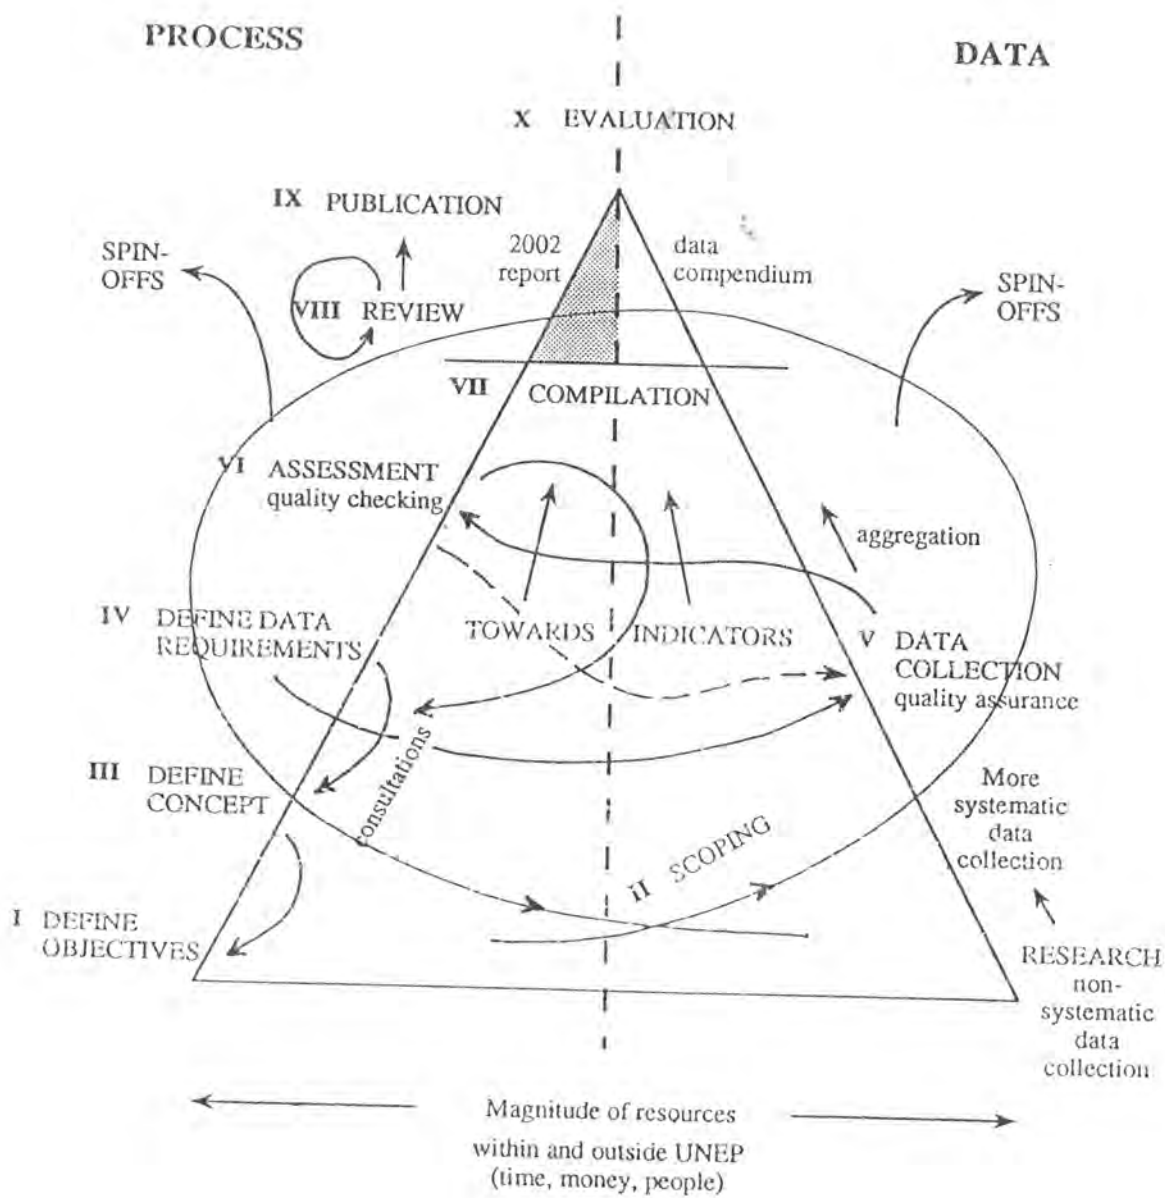 PROCESS
DATA
X EVALUATION
IX PUBLICATION
2002
report
data
compendium
SPIN-
OFFS
SPIN-
OFFS
VIII REVIEW
VII COMPILATION
VI ASSESSMENT
quality checking
aggregation
IV DEFINE DATA
REQUIREMENTS
TOWARDS INDICATORS
V DATA
COLLECTION
quality assurance
III DEFINE
CONCEPT
consultations
More
systematic
data
collection
II SCOPING
I DEFINE
OBJECTIVES
RESEARCH
non-
systematic
data
collection
Magnitude of resources
within and outside UNEP
(time, money, people)